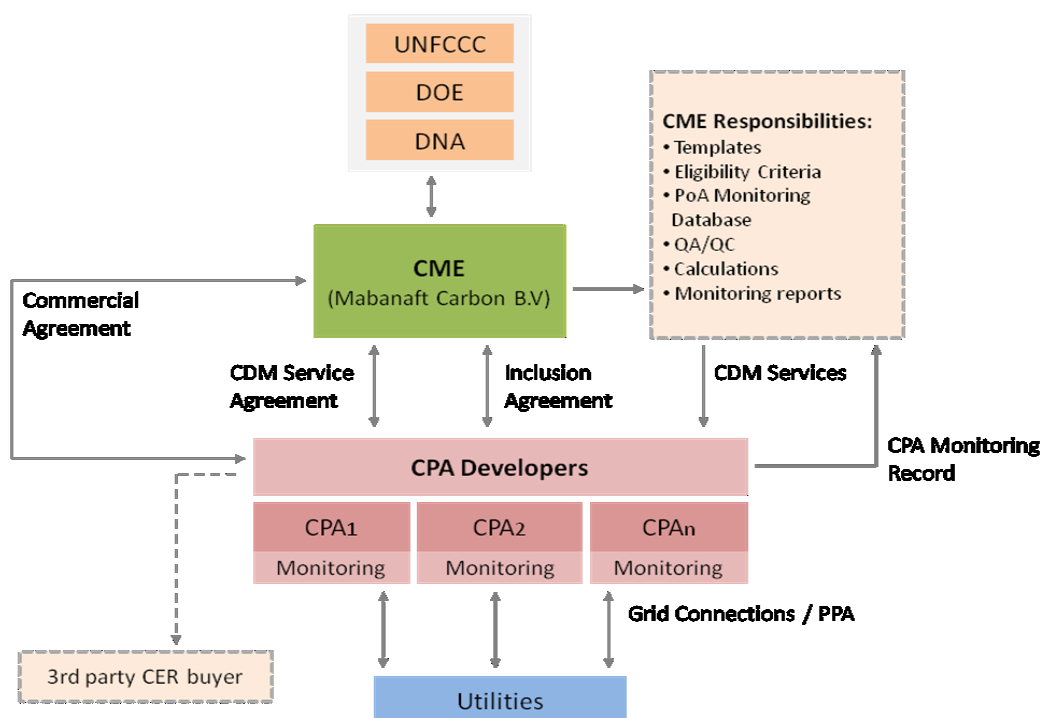 UNFCCC
DOE
DNA
CME Responsibilities:
• Templates
• Eligibility Criteria
• PoA Monitoring
Database
• QA/QC
• Calculations
• Monitoring reports
CME
(Mabanaft Carbon B.V)
Commercial
Agreement
CDM Service
Agreement
Inclusion
Agreement
CDM Services
CPA Monitoring
Record
CPA Developers
CPA1
CPA2
CPAn
Monitoring
Monitoring
Monitoring
Grid Connections / PPA
3rd party CER buyer
Utilities